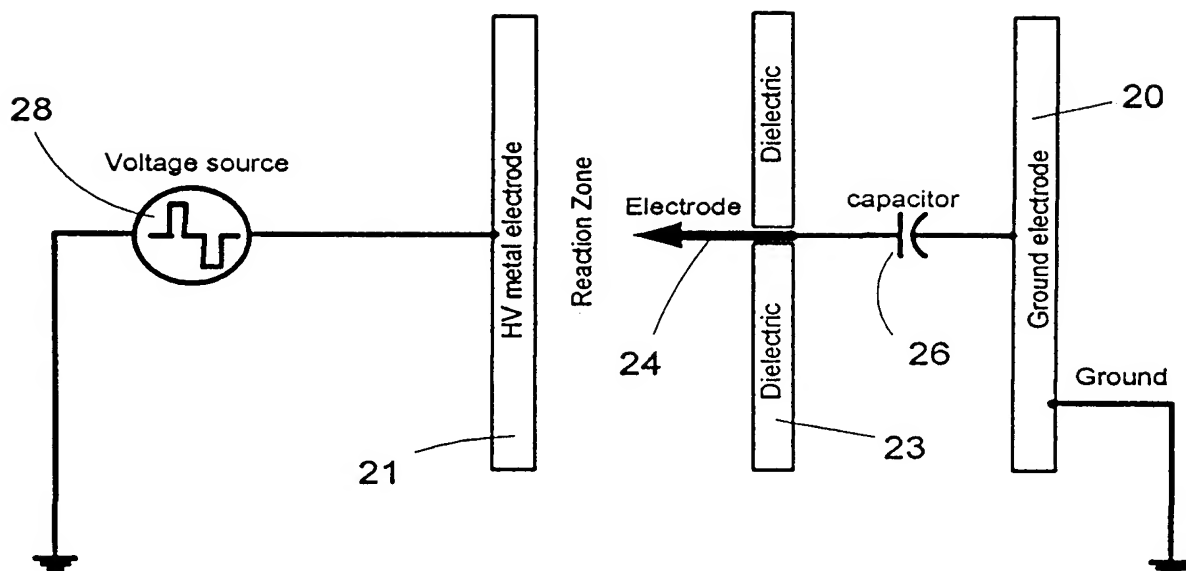 28
Voltage source
HV metal electrode
21
Reaction Zone
Electrode
24
Dielectric
Dielectric
23
capacitor
26
Ground electrode
20
Ground